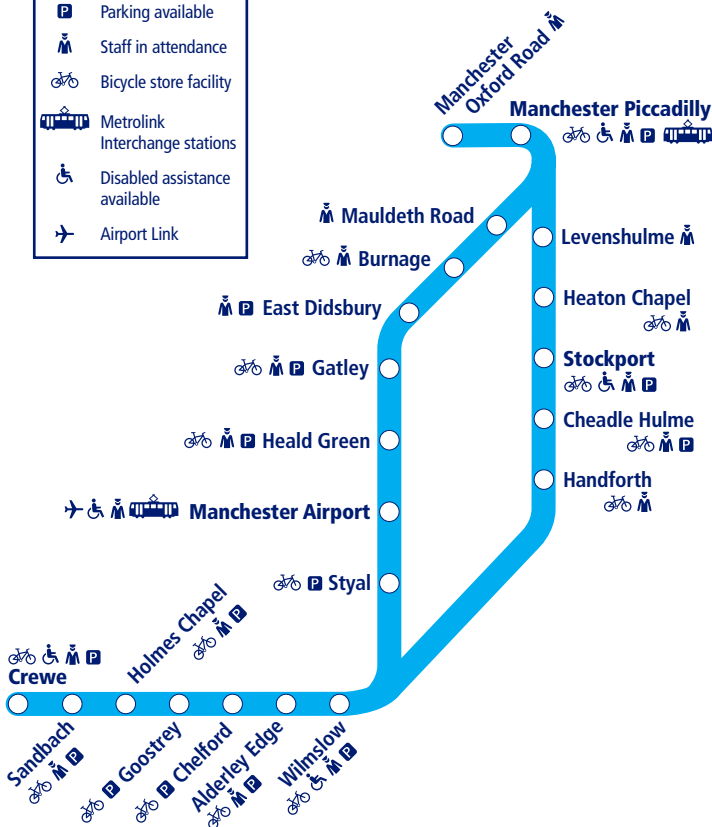 P Parking available
Staff in attendance
Bicycle store facility
Metrolink
Interchange stations
Disabled assistance
available
Airport Link
Manchester
Oxford Road
Manchester Piccadilly
P
Mauldeth Road
Levenshulme
Burnage
Heaton Chapel
P East Didsbury
Stockport
P
P Gatley
Cheadle Hulme
P
P Heald Green
Handforth
Manchester Airport
P Styal
Holmes Chapel
P
P
Crewe
Sandbach
P
P Goostrey
P Chelford
Alderley Edge
P
Wilmslow
P